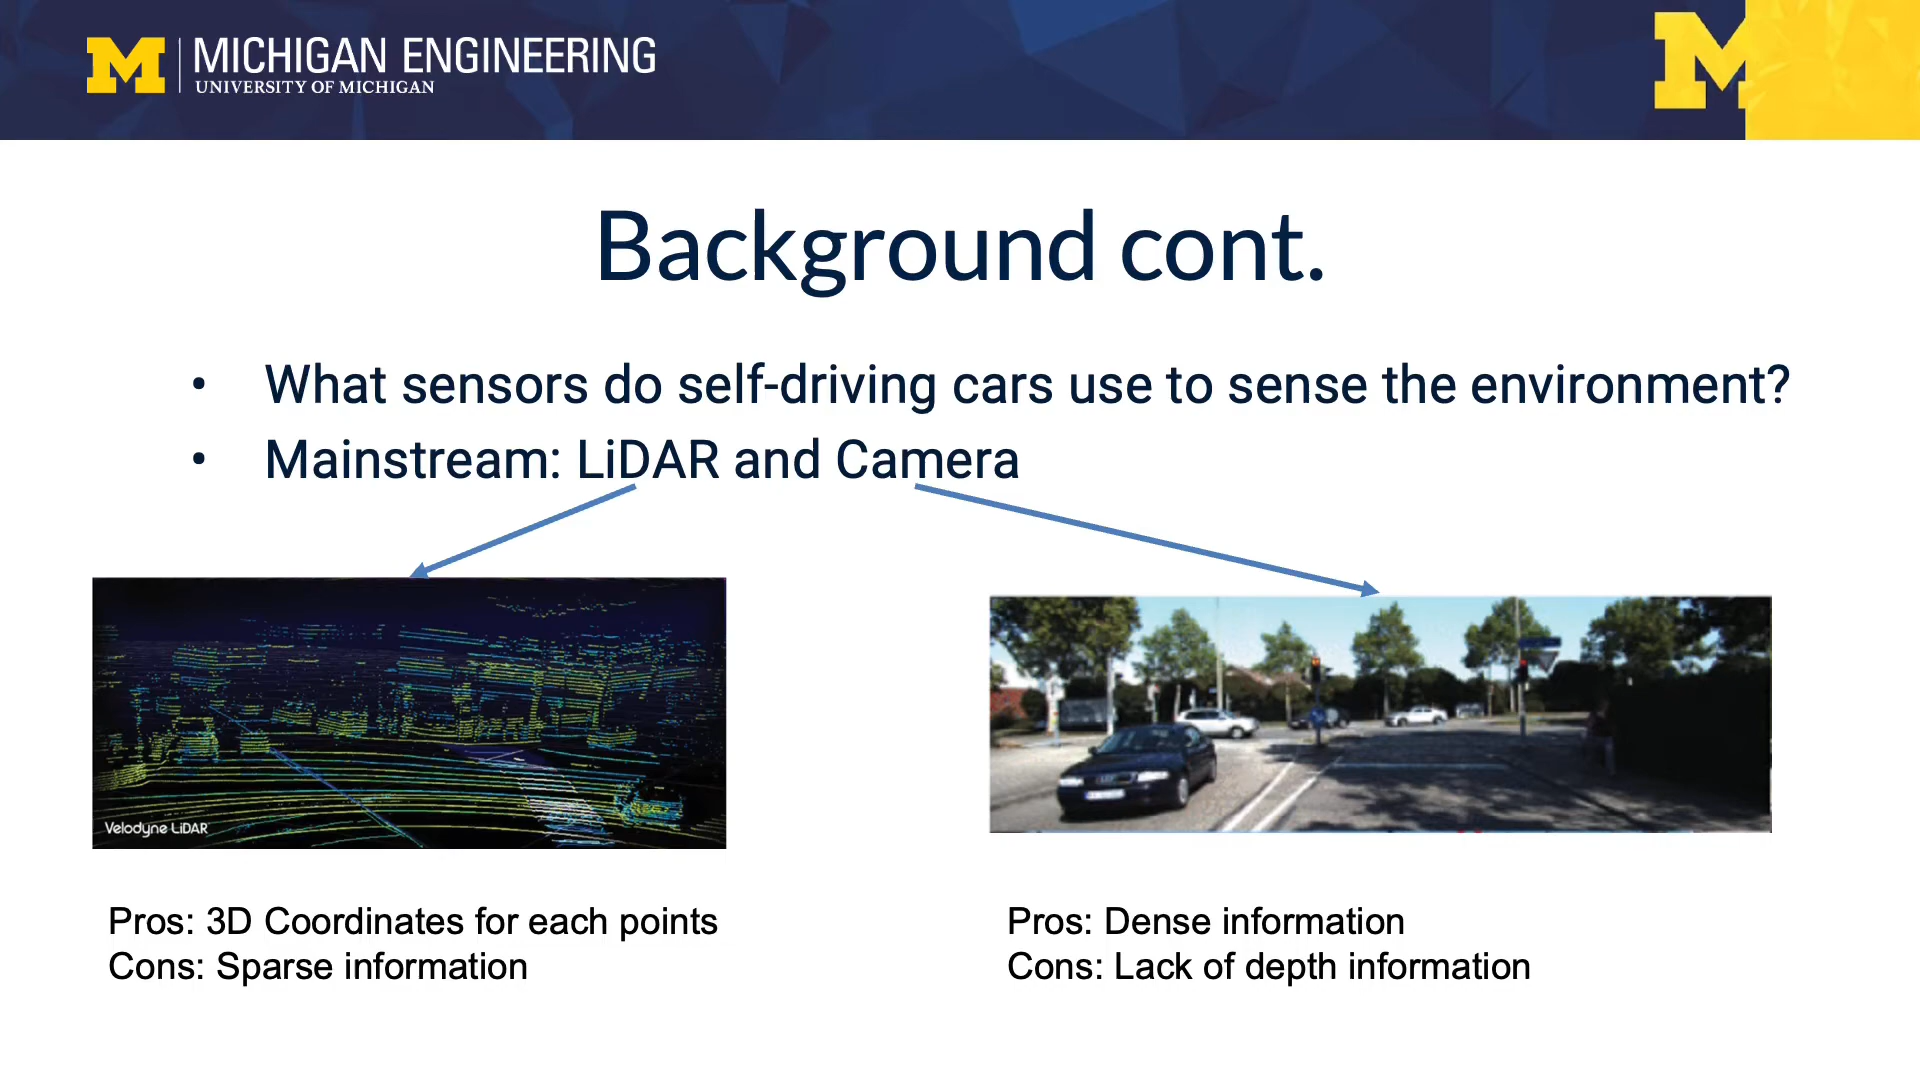 MICHIGAN ENGINEERING
UNIVERSITY OF MICHIGAN
Background cont.
• What sensors do self-driving cars use to sense the environment?
• Mainstream: LiDAR and Camera
Velodyne LiDAR
Pros: 3D Coordinates for each points
Cons: Sparse information
Pros: Dense information
Cons: Lack of depth information